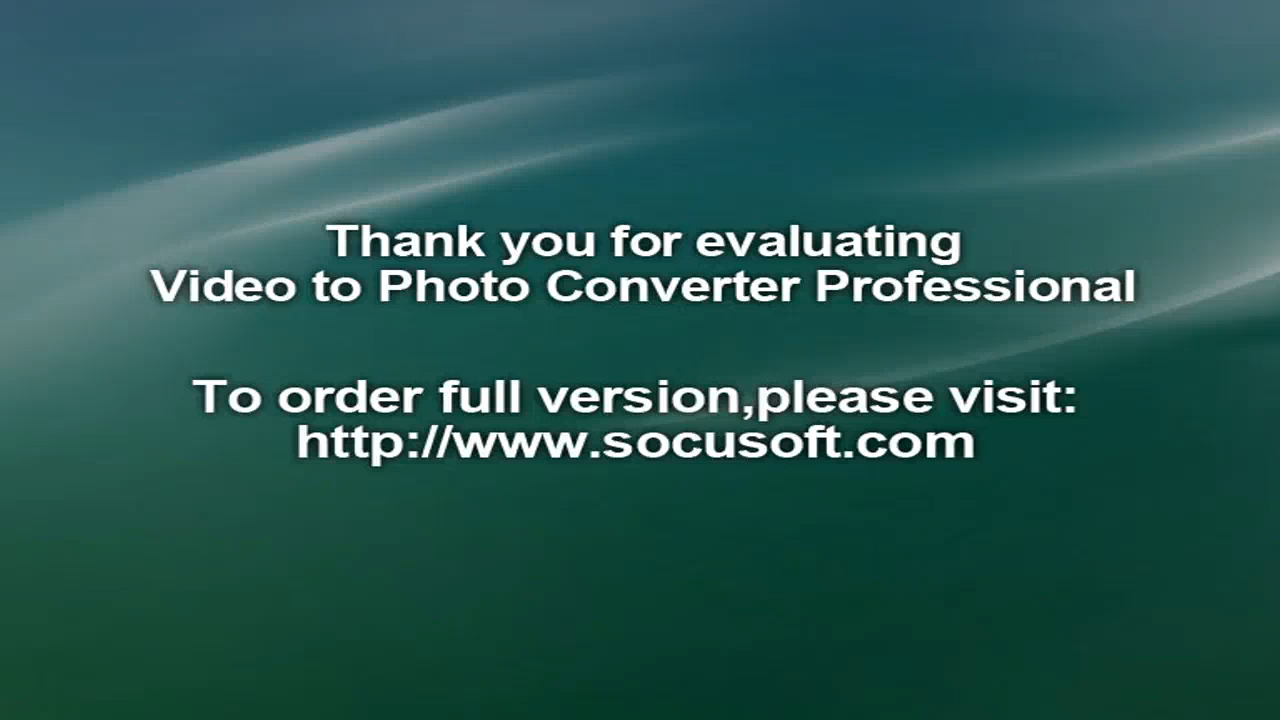 Thank you for evaluating
Video to Photo Converter Professional
To order full version,please visit:
http://www.socusoft.com